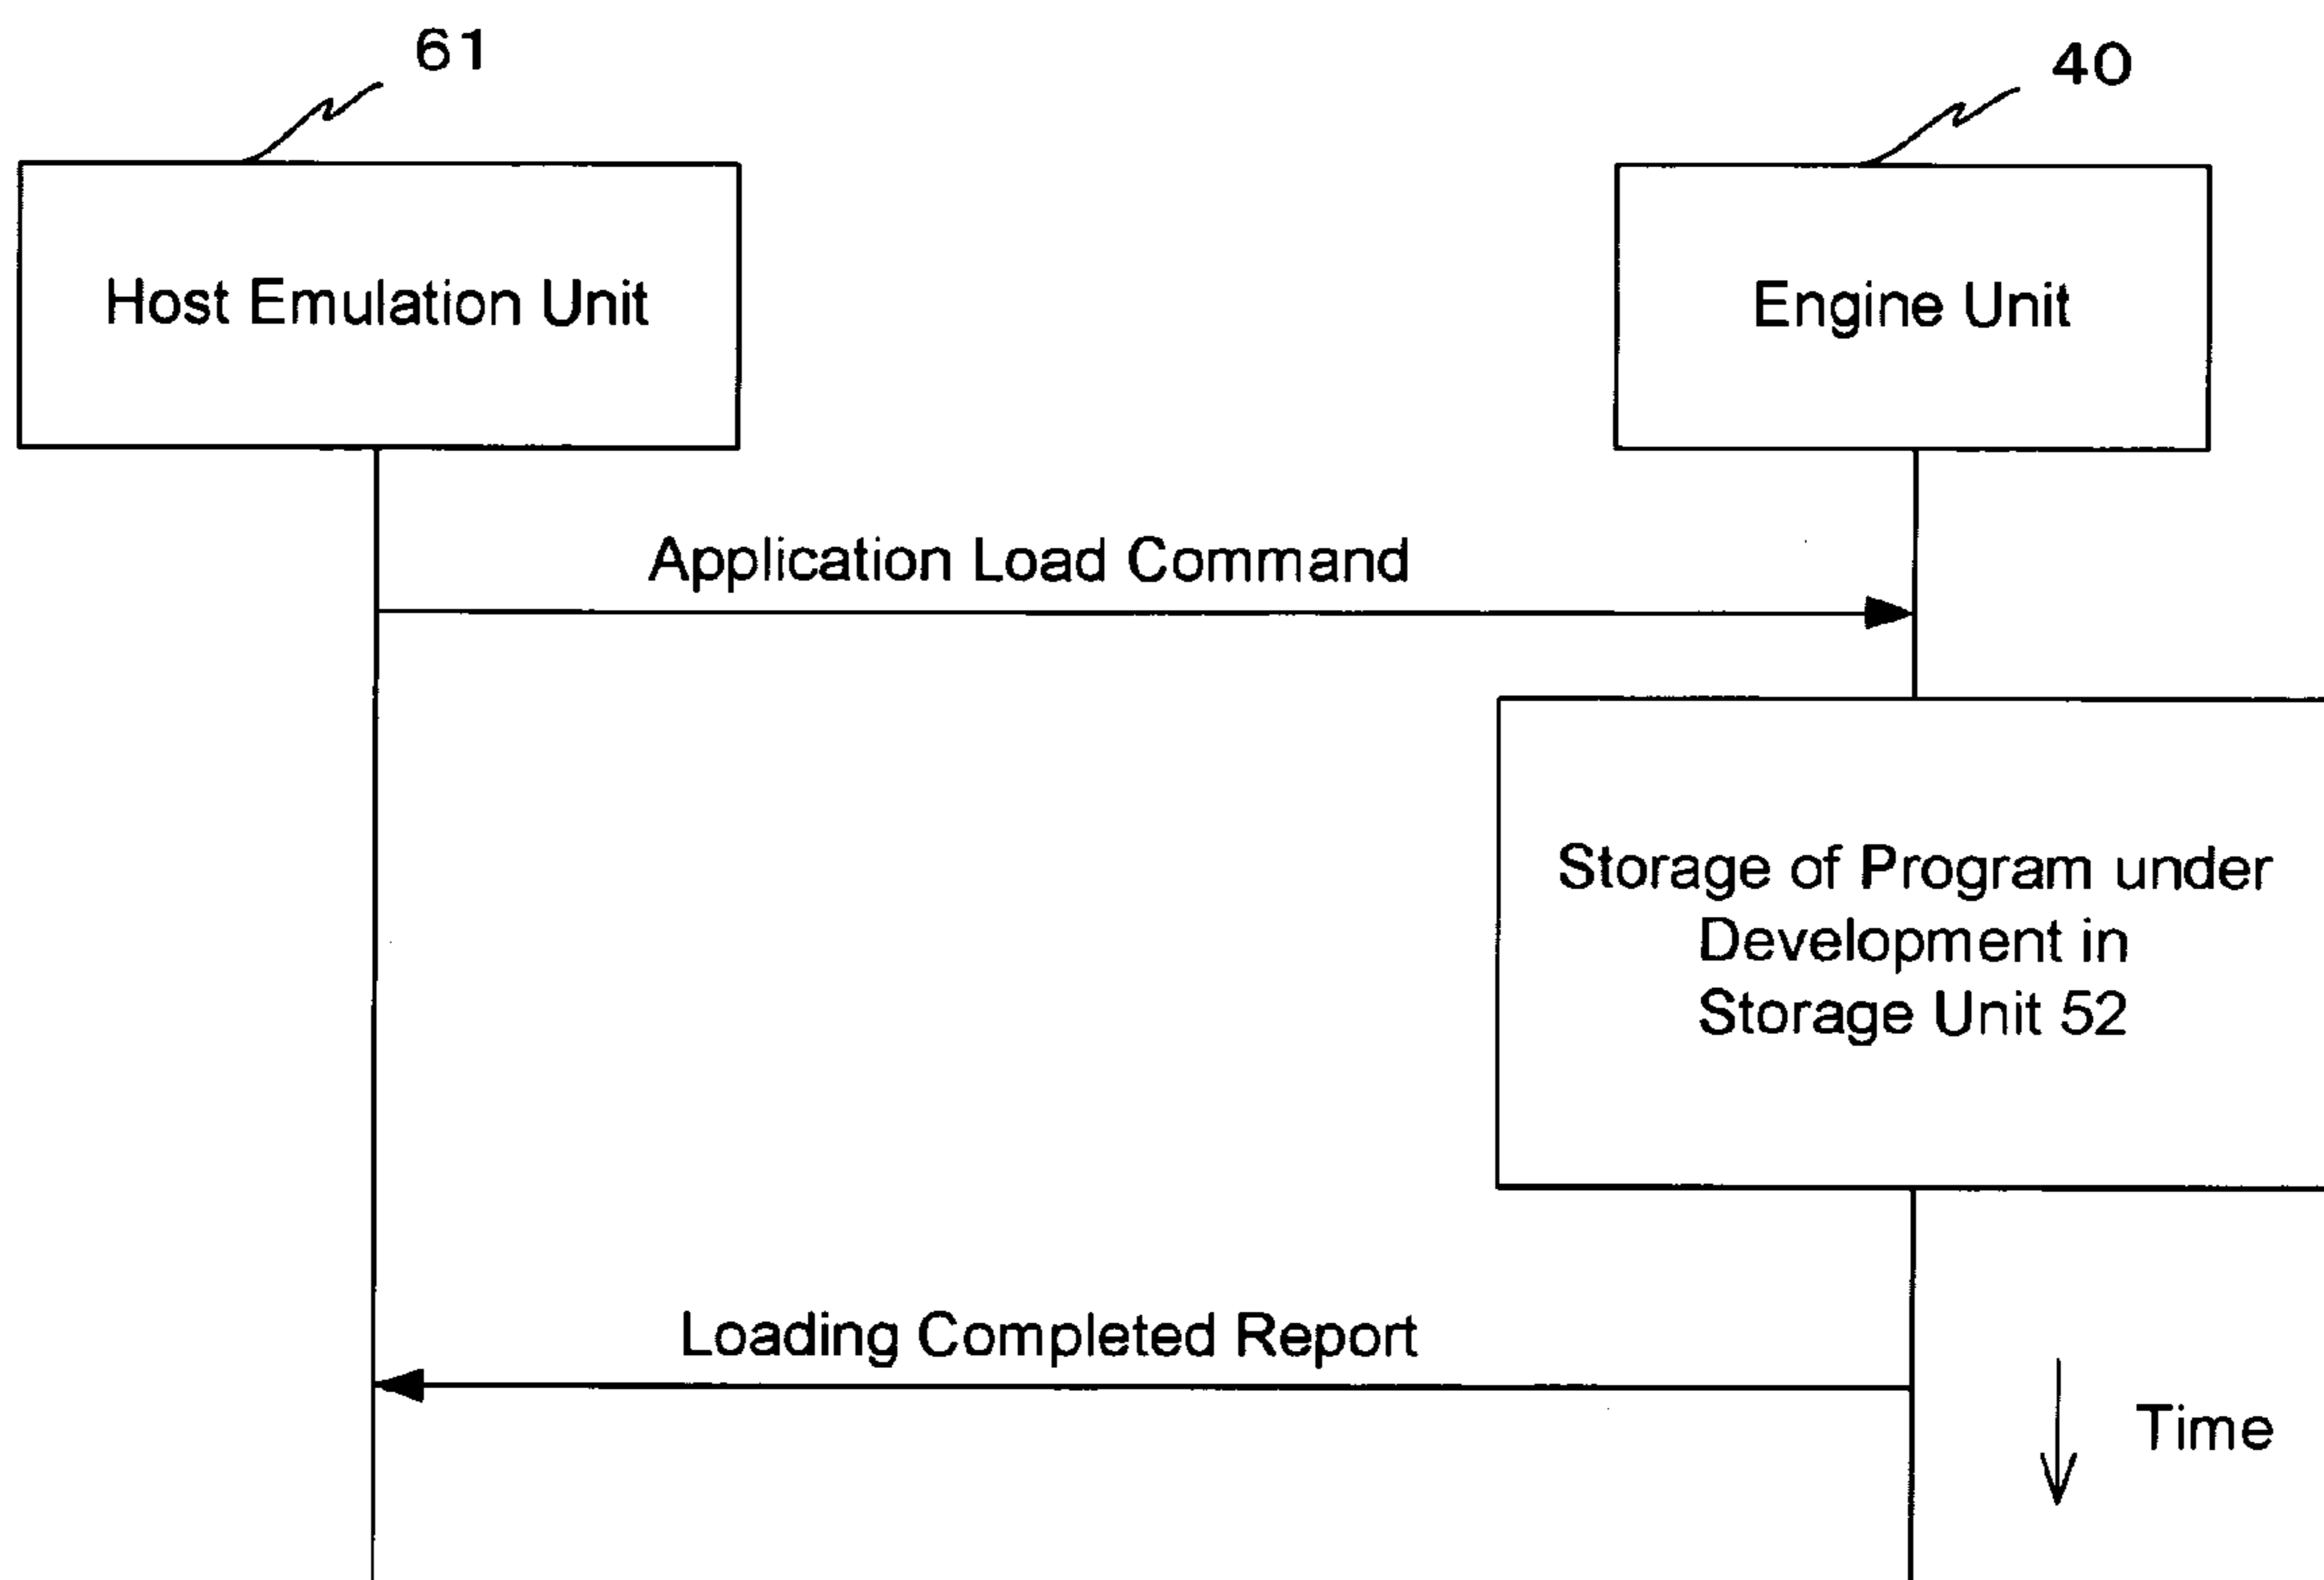 61
40
Host Emulation Unit
Engine Unit
Application Load Command
Storage of Program under
Development in
Storage Unit 52
Loading Completed Report
Time